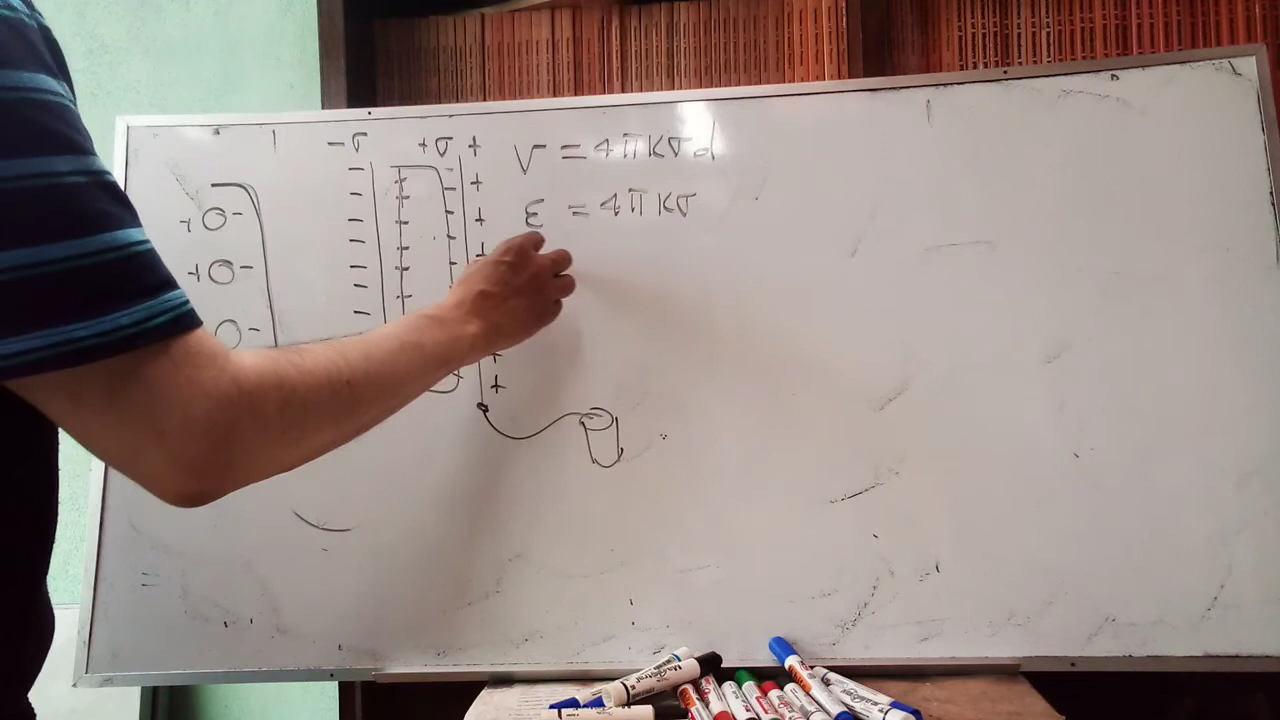 -σ +σ + V = 4πKσd
ε = 4πKσ